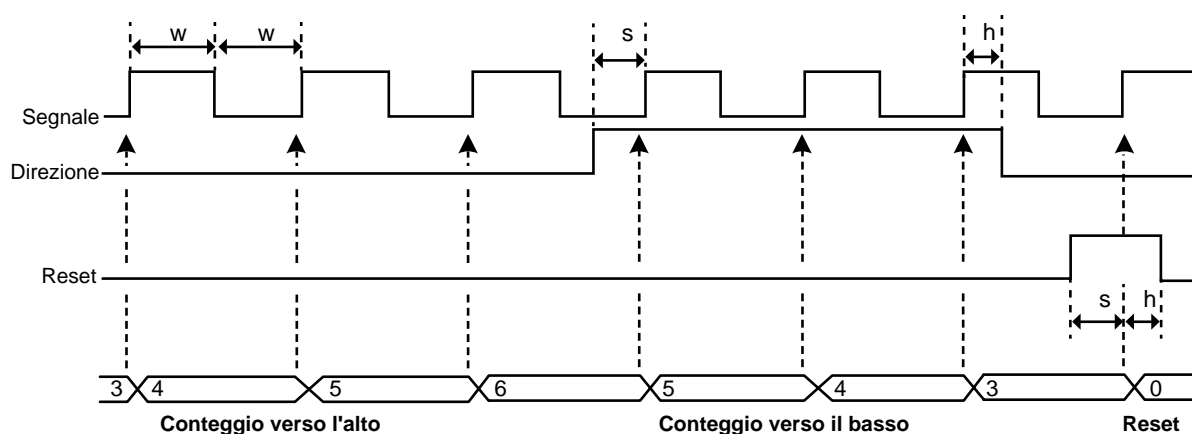 w w s h
Segnale
Direzione
Reset
s h
3 4 5 6 5 4 3 0
Conteggio verso l'alto Conteggio verso il basso Reset